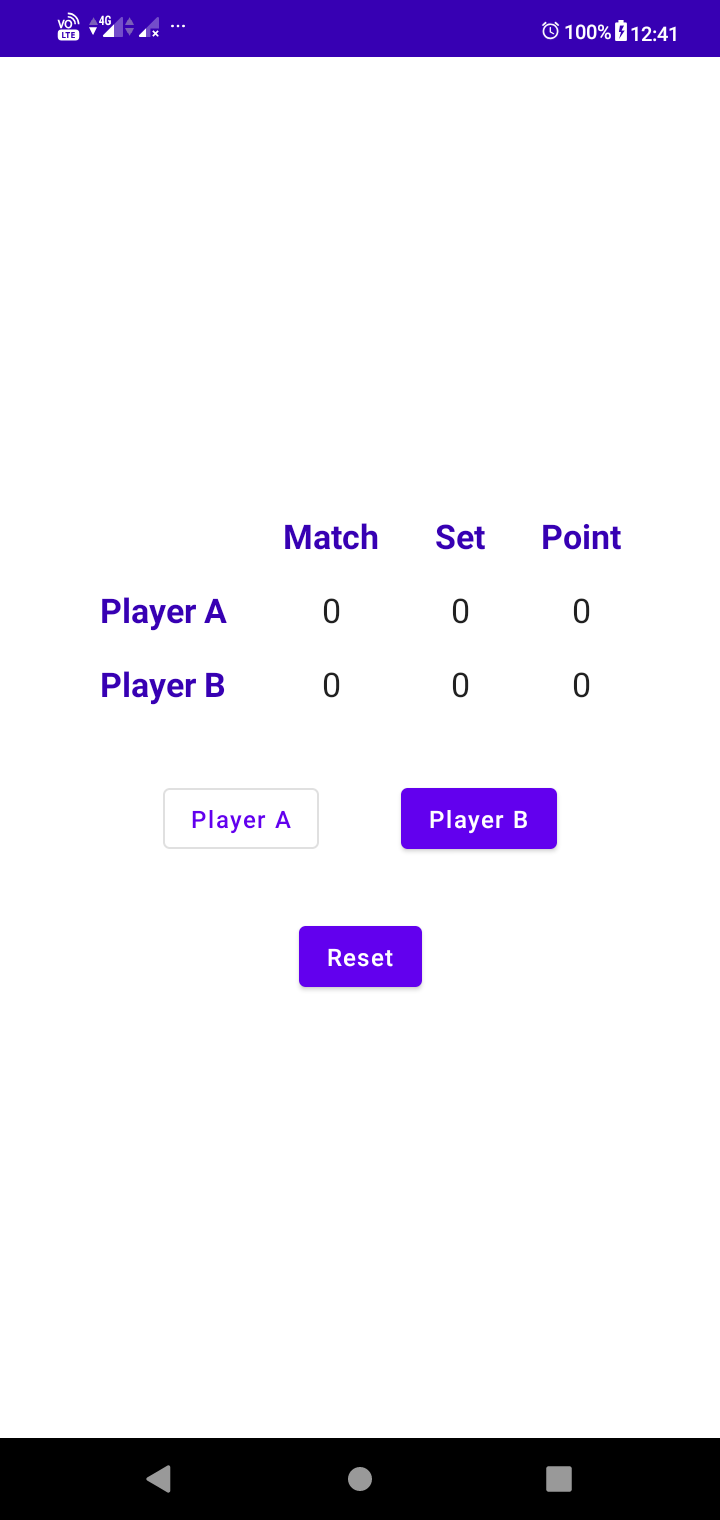 VO LTE 4G 100% 12:41
Match Set Point
Player A 0 0 0
Player B 0 0 0
Player A Player B
Reset